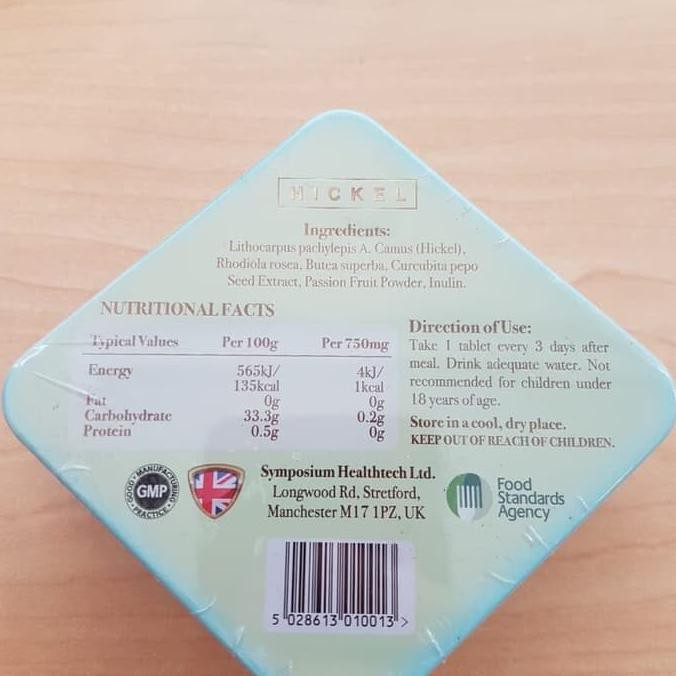 HICKEL
Ingredients:
Lithocarpus pachylepis A. Camus (Hickel),
Rhodiola rosea, Butea superba, Curcubita pepo
Seed Extract, Passion Fruit Powder, Inulin.
NUTRITIONAL FACTS
Typical Values Per 100g Per 750mg
Energy 565kJ/ 4kJ/
135kcal 1kcal
Fat 0g 0g
Carbohydrate 33.3g 0.2g
Protein 0.5g 0g
Direction of Use:
Take 1 tablet every 3 days after
meal. Drink adequate water. Not
recommended for children under
18 years of age.
Store in a cool, dry place.
KEEP OUT OF REACH OF CHILDREN.
GOOD MANUFACTURING
GMP
PRACTICE
Symposium Healthtech Ltd.
Longwood Rd, Stretford,
Manchester M17 1PZ, UK
Food
Standards
Agency
5 028613 010013 >